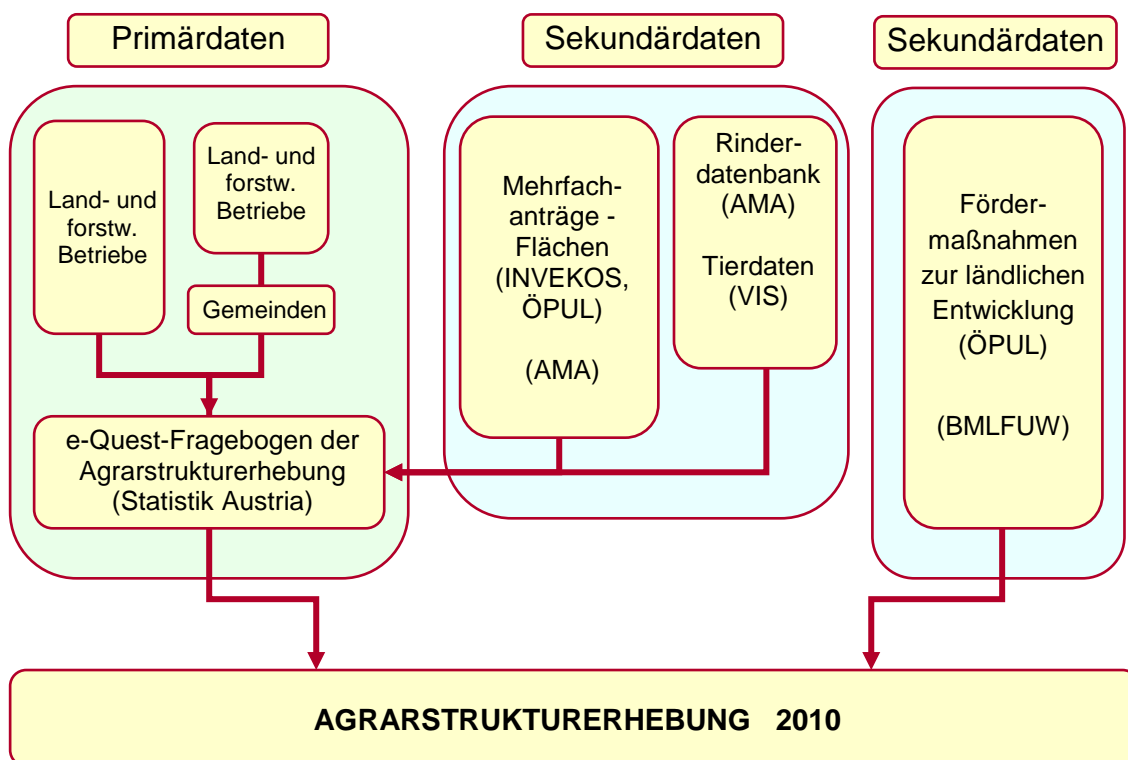 Primärdaten
Sekundärdaten
Sekundärdaten
Land- und
forstw.
Betriebe
Land- und
forstw.
Betriebe
Gemeinden
e-Quest-Fragebogen der
Agrarstrukturerhebung
(Statistik Austria)
Mehrfach-
anträge -
Flächen
(INVEKOS,
ÖPUL)
(AMA)
Rinder-
datenbank
(AMA)
Tierdaten
(VIS)
Förder-
maßnahmen
zur ländlichen
Entwicklung
(ÖPUL)
(BMLFUW)
AGRARSTRUKTURERHEBUNG 2010